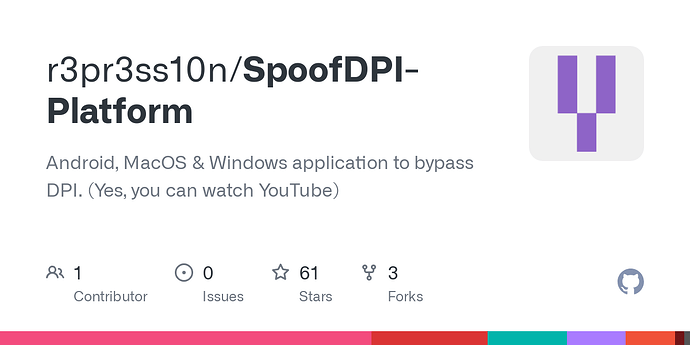 r3pr3ss10n/SpoofDPI-
Platform
Android, MacOS & Windows application to bypass
DPI. (Yes, you can watch YouTube)
1
Contributor
0
Issues
61
Stars
3
Forks